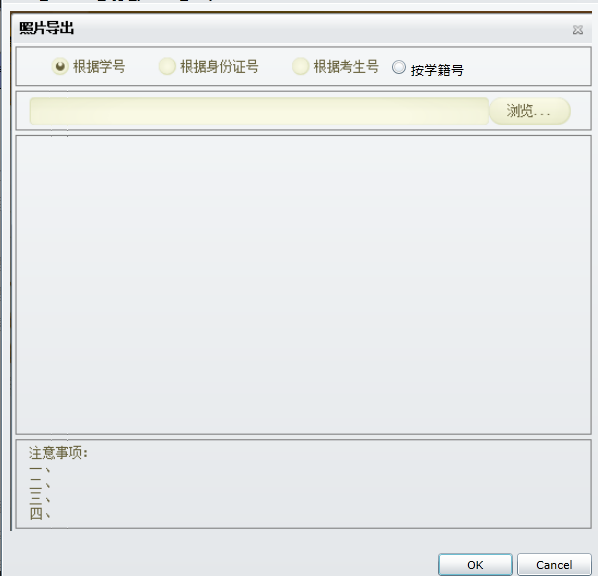 照片导出
根据学号 根据身份证号 根据考生号 按学籍号
浏览...
注意事项:
一、
二、
三、
四、
OK Cancel